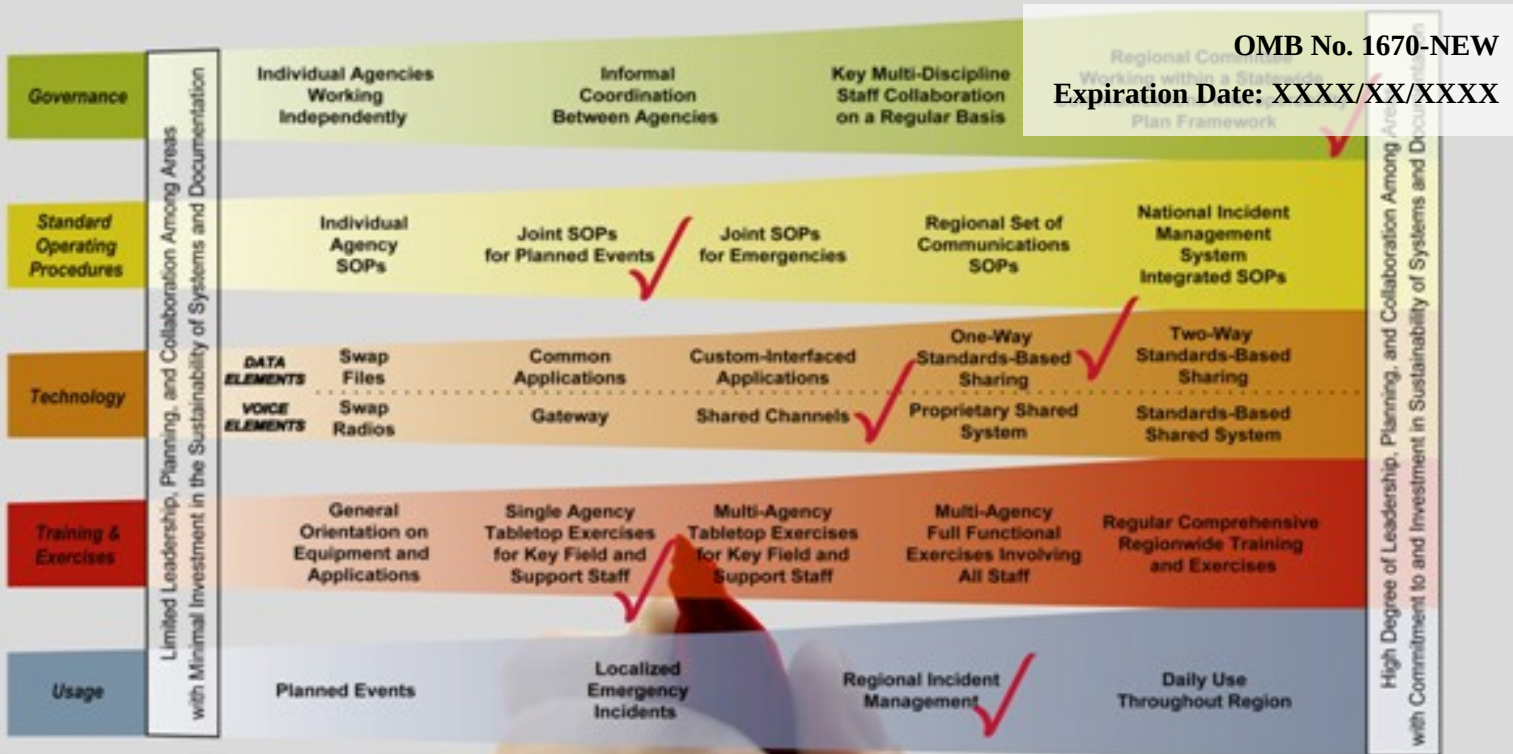 OMB No. 1670-NEW
Expiration Date: XXXX/XX/XXXX
Governance
Individual Agencies
Working
Independently
Informal
Coordination
Between Agencies
Key Multi-Discipline
Staff Collaboration
on a Regular Basis
Regional Committee
Working within a Statewide
Plan Framework
Limited Leadership, Planning, and Collaboration Among Areas
with Minimal Investment in the Sustainability of Systems and Documentation
Standard
Operating
Procedures
Individual
Agency
SOPs
Joint SOPs
for Planned Events
Joint SOPs
for Emergencies
Regional Set of
Communications
SOPs
National Incident
Management
System
Integrated SOPs
Technology
DATA
ELEMENTS
Swap
Files
Common
Applications
Custom-Interfaced
Applications
One-Way
Standards-Based
Sharing
Two-Way
Standards-Based
Sharing
VOICE
ELEMENTS
Swap
Radios
Gateway
Shared Channels
Proprietary Shared
System
Standards-Based
Shared System
Training &
Exercises
General
Orientation on
Equipment and
Applications
Single Agency
Tabletop Exercises
for Key Field and
Support Staff
Multi-Agency
Tabletop Exercises
for Key Field and
Support Staff
Multi-Agency
Full Functional
Exercises Involving
All Staff
Regular Comprehensive
Regionwide Training
and Exercises
Usage
Planned Events
Localized
Emergency
Incidents
Regional Incident
Management
Daily Use
Throughout Region
High Degree of Leadership, Planning, and Collaboration Among Areas
with Commitment to and Investment in Sustainability of Systems and Documentation